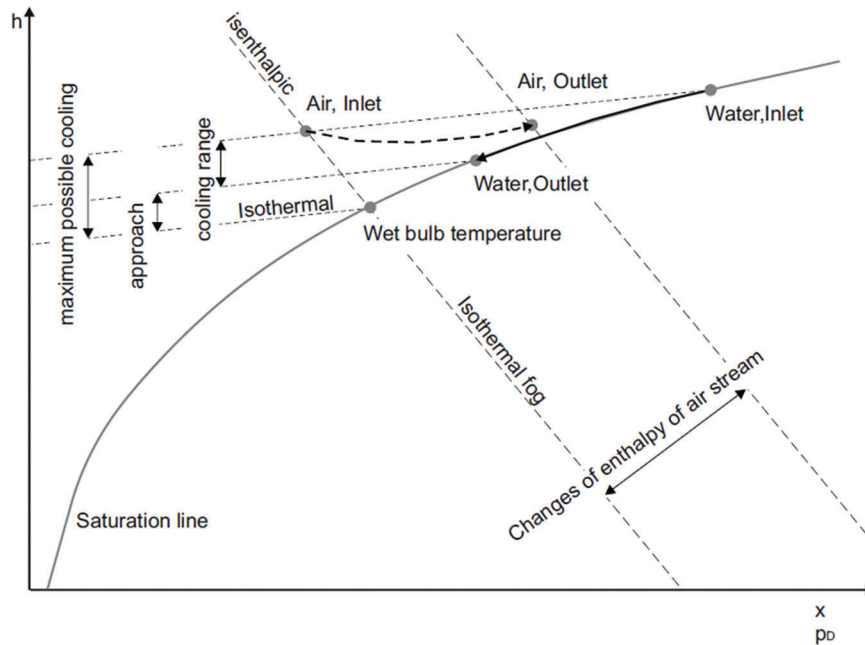 h
isenthalpic
Air, Inlet
Air, Outlet
Water,Inlet
maximum possible cooling
approach
cooling range
Isothermal
Water,Outlet
Wet bulb temperature
Isothermal fog
Changes of enthalpy of air stream
Saturation line
x
pD